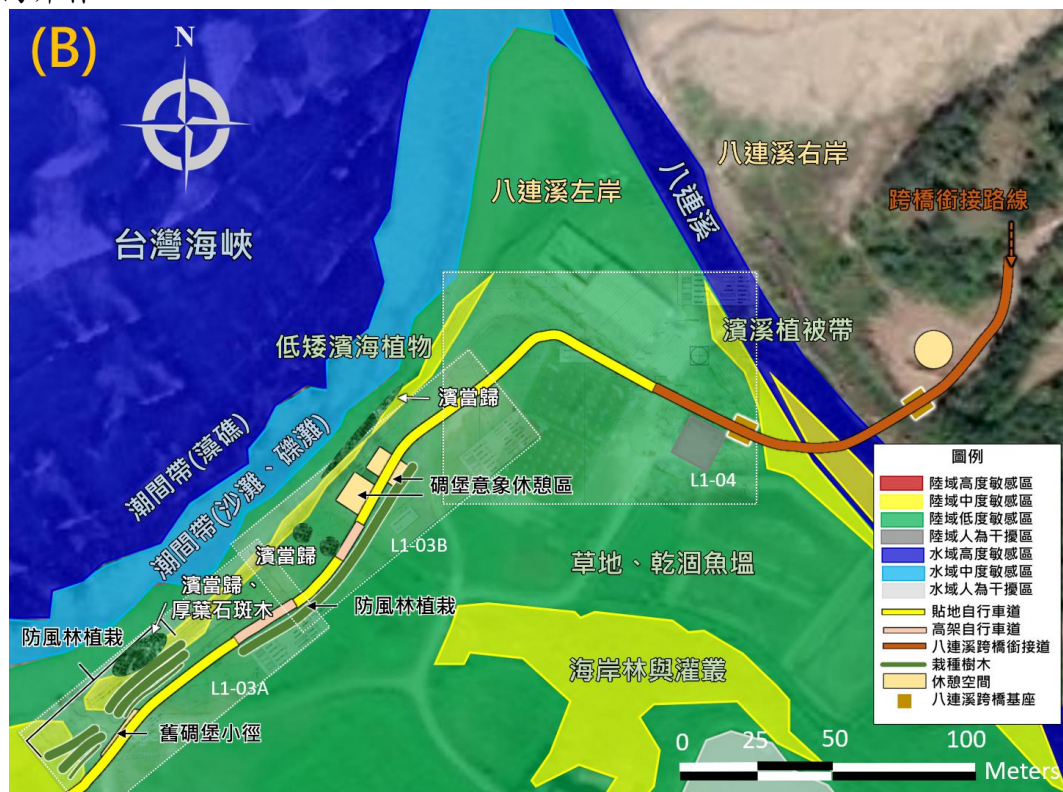 (B)
N
八連溪右岸
八連溪左岸
八連溪
跨橋銜接路線
台灣海峽
濱溪植被帶
低矮濱海植物
濱當歸
潮間帶(藻礁)
潮間帶(沙灘、礫灘)
碉堡意象休憩區
L1-04
L1-03B
濱當歸
草地、乾涸魚塭
濱當歸、
厚葉石斑木
防風林植栽
防風林植栽
海岸林與灌叢
L1-03A
舊碉堡小徑
圖例
陸域高度敏感區
陸域中度敏感區
陸域低度敏感區
陸域人為干擾區
水域高度敏感區
水域中度敏感區
水域人為干擾區
貼地自行車道
高架自行車道
八連溪跨橋銜接道
栽種樹木
休憩空間
八連溪跨橋基座
0 25 50 100
Meters